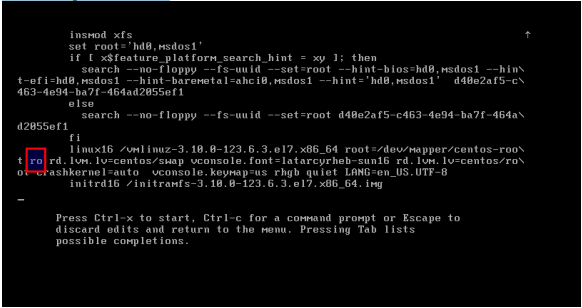 insmod xfs
set root='hd0,msdos1'
if [ x$feature_platform_search_hint = xy ]; then
search --no-floppy --fs-uuid --set=root --hint-bios=hd0,msdos1 --hin\
t-efi=hd0,msdos1 --hint-baremetal=ahci0,msdos1 --hint='hd0,msdos1'  d40e2af5-c\
463-4e94-ba7f-464ad2055ef1
else
search --no-floppy --fs-uuid --set=root d40e2af5-c463-4e94-ba7f-464a\
d2055ef1
fi
linux16 /vmlinuz-3.10.0-123.6.3.el7.x86_64 root=/dev/mapper/centos-roo\
t ro rd.lvm.lv=centos/swap vconsole.font=latarcyrheb-sun16 rd.lvm.lv=centos/ro\
ot crashkernel=auto  vconsole.keymap=us rhgb quiet LANG=en_US.UTF-8
initrd16 /initramfs-3.10.0-123.6.3.el7.x86_64.img
Press Ctrl-x to start, Ctrl-c for a command prompt or Escape to
discard edits and return to the menu. Pressing Tab lists
possible completions.